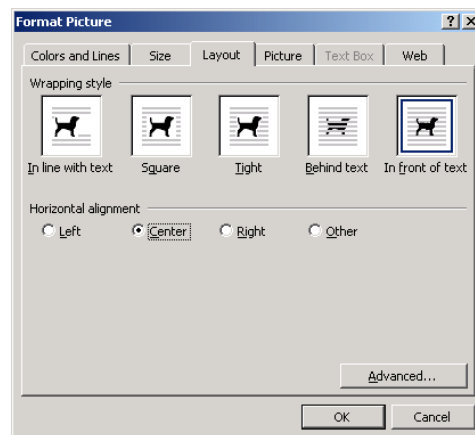 Format Picture
Colors and Lines Size Layout Picture Text Box Web
Wrapping style
In line with text Square Tight Behind text In front of text
Horizontal alignment
Left Center Right Other
Advanced...
OK Cancel